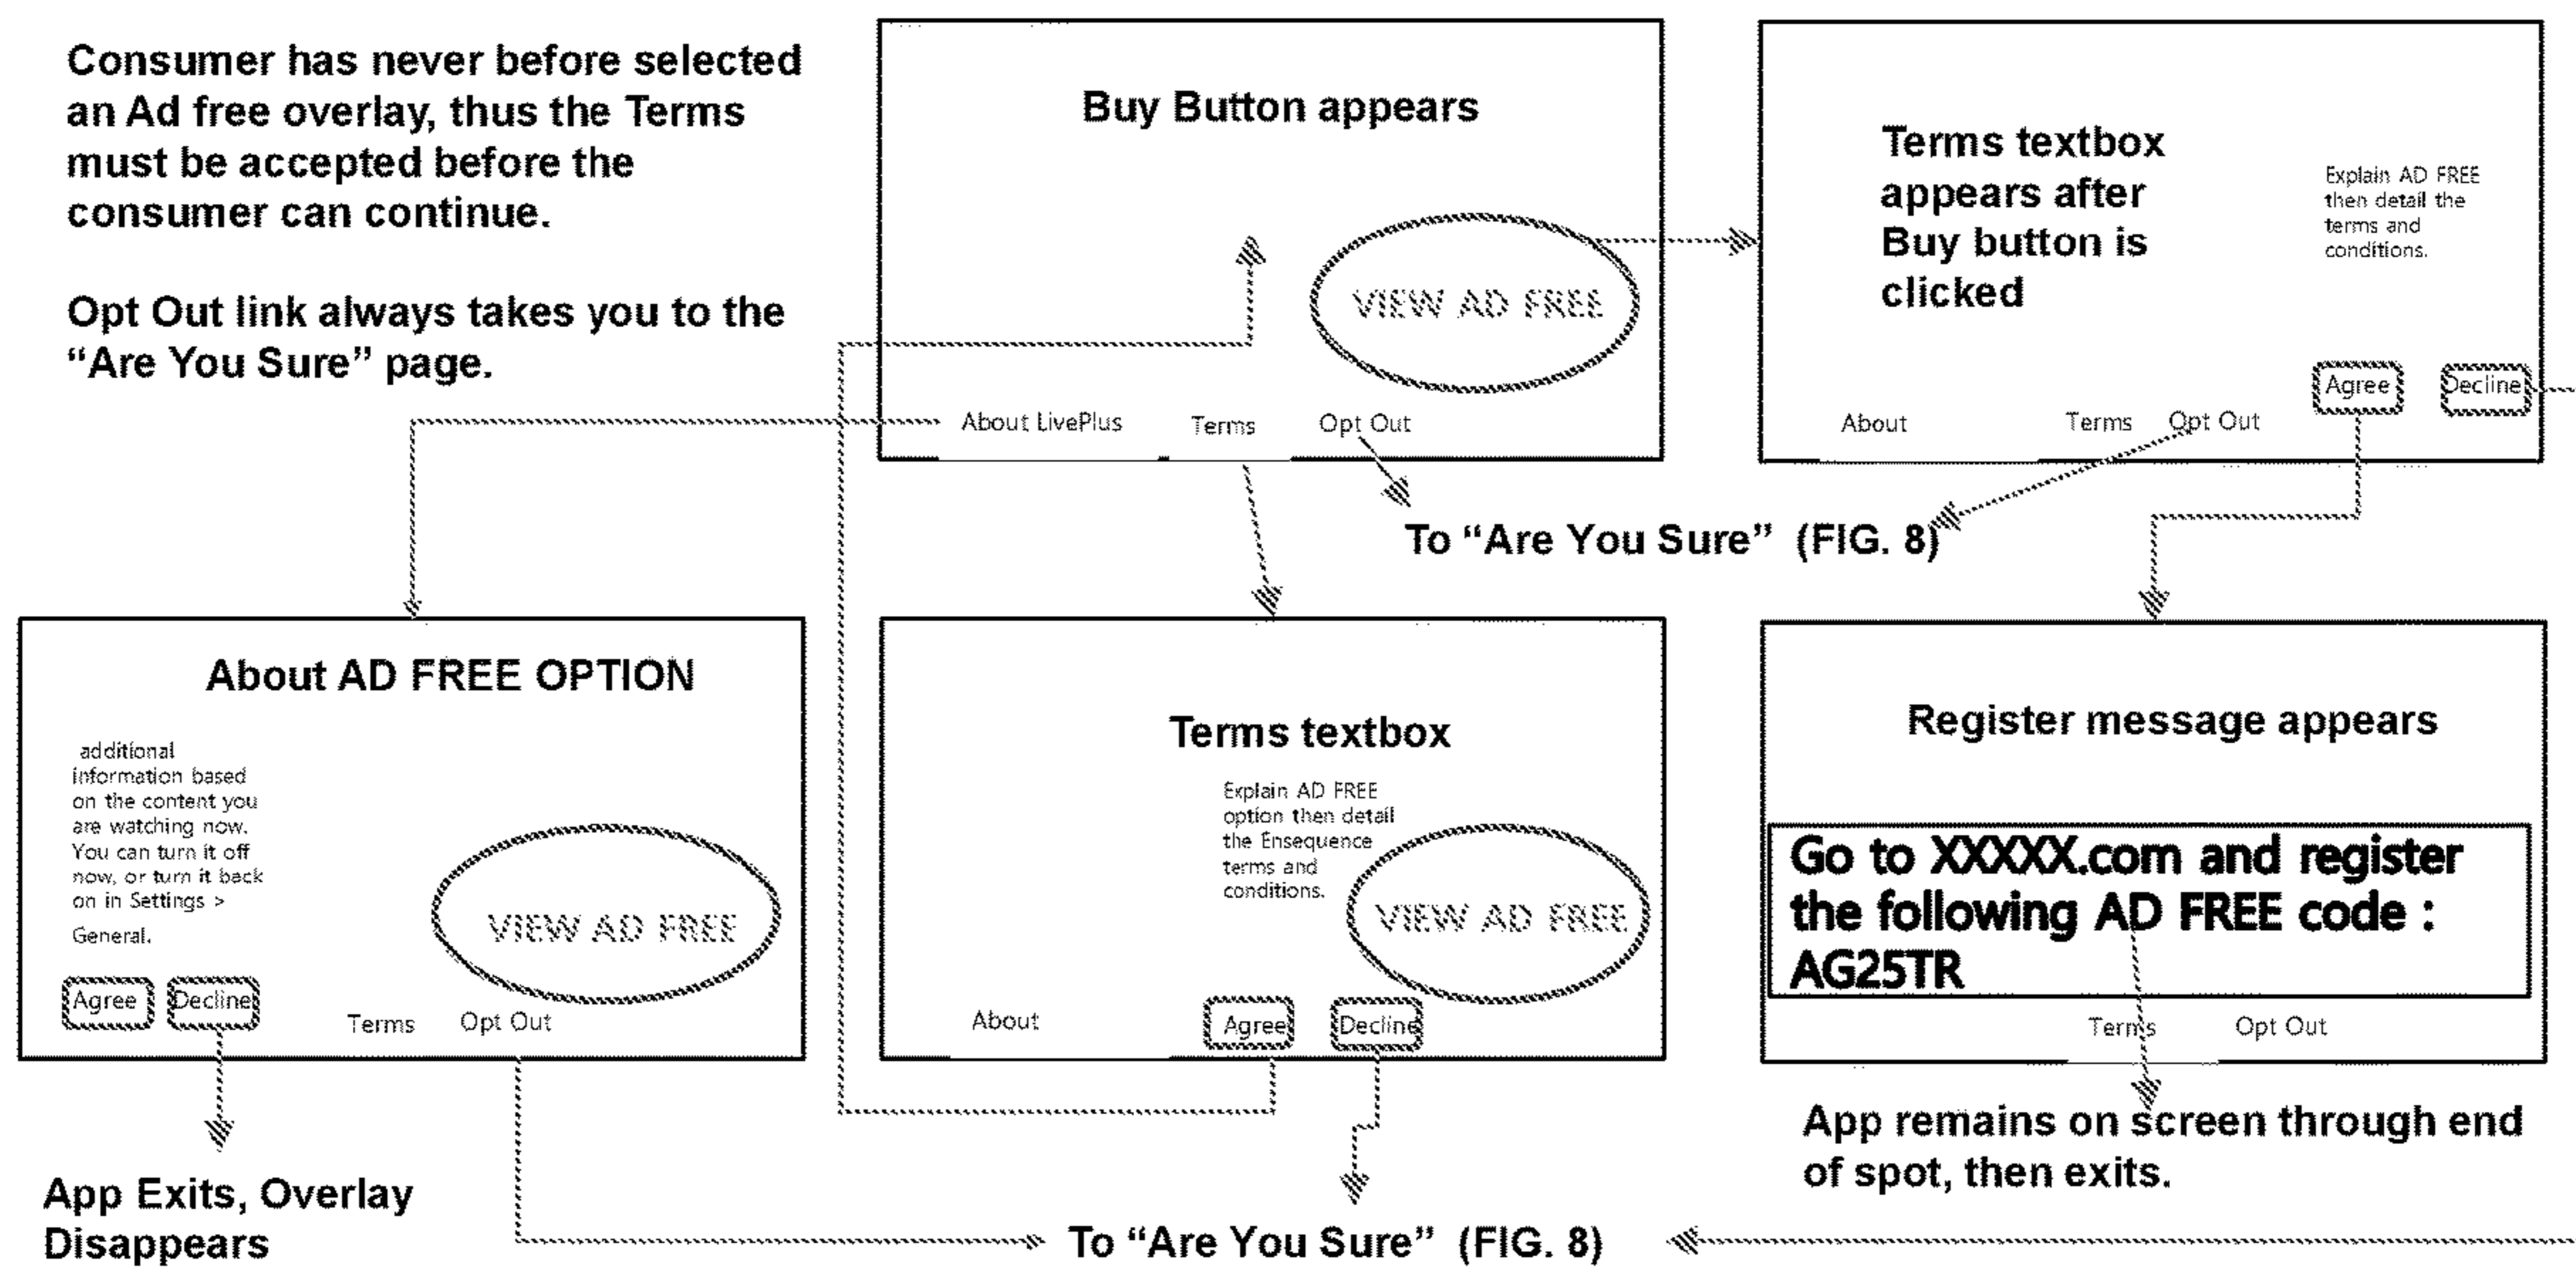 Consumer has never before selected
an Ad free overlay, thus the Terms
must be accepted before the
consumer can continue.
Opt Out link always takes you to the
“Are You Sure” page.
Buy Button appears
VIEW AD FREE
About LivePlus
Terms
Opt Out
Terms textbox
appears after
Buy button is
clicked
Explain AD FREE
then detail the
terms and
conditions.
Agree
Decline
About
Terms
Opt Out
To “Are You Sure” (FIG. 8)
About AD FREE OPTION
additional
information based
on the content you
are watching now.
You can turn it off
now, or turn it back
on in Settings >
General.
VIEW AD FREE
Agree
Decline
Terms
Opt Out
Terms textbox
Explain AD FREE
option then detail
the Ensequence
terms and
conditions.
VIEW AD FREE
About
Agree
Decline
Register message appears
Go to XXXXX.com and register
the following AD FREE code :
AG25TR
Terms
Opt Out
App Exits, Overlay
Disappears
To “Are You Sure” (FIG. 8)
App remains on screen through end
of spot, then exits.